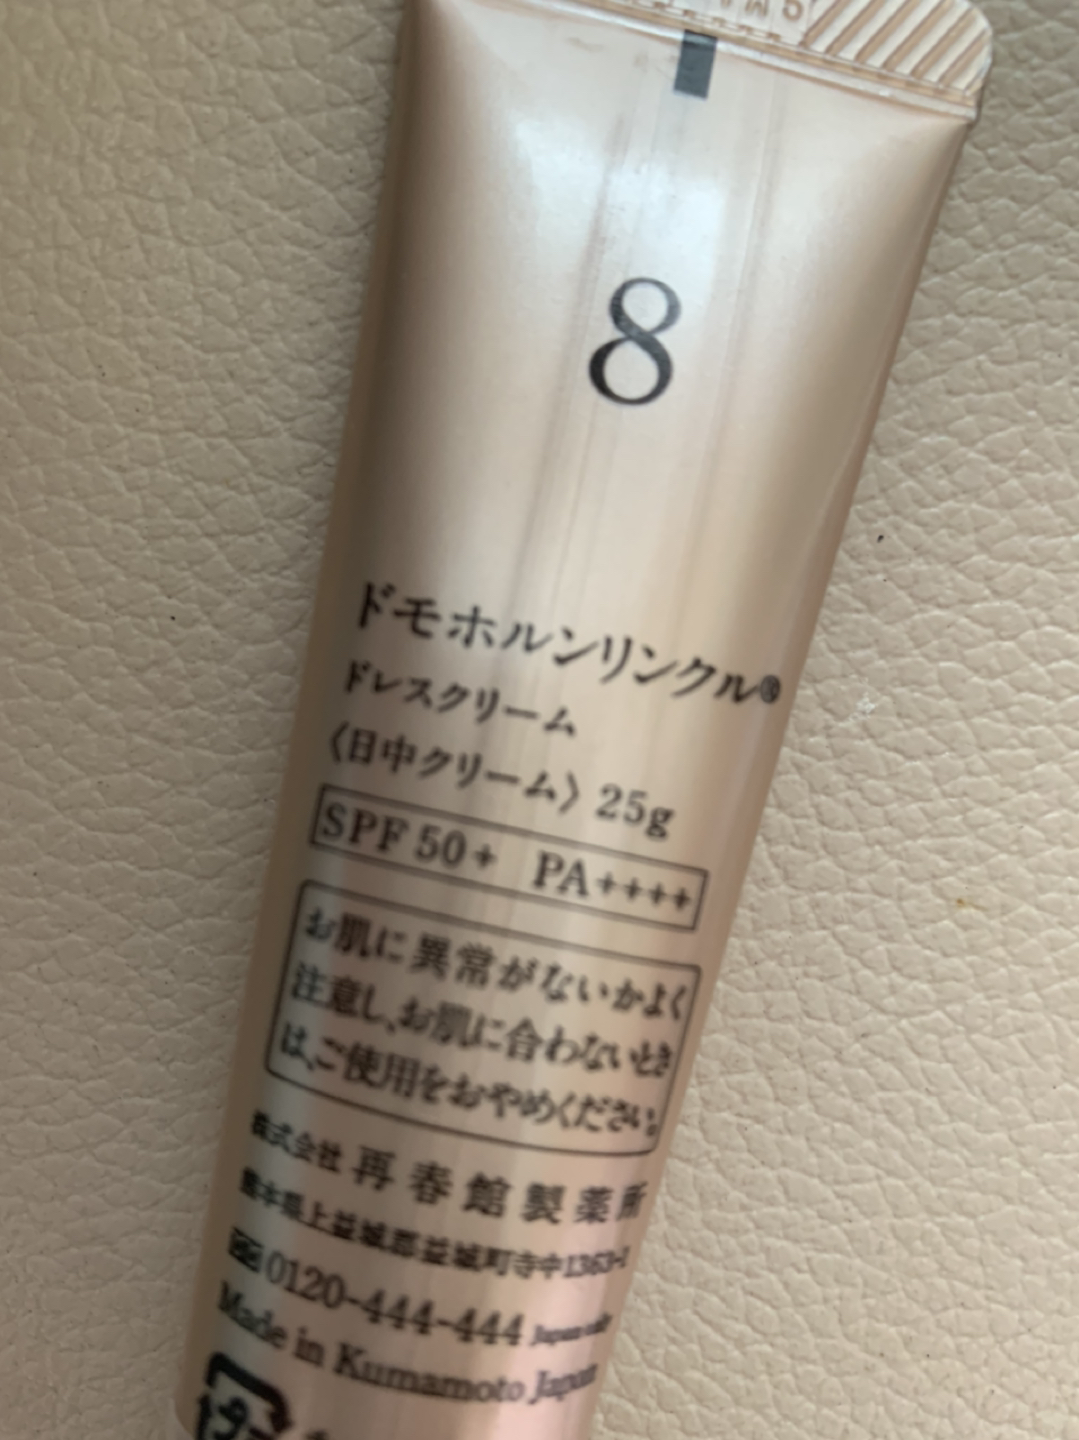 8
ドモホルンリンクル®
ドレスクリーム
〈日中クリーム〉 25g
SPF 50+ PA++++
お肌に異常がないかよく
注意し、お肌に合わないとき
は、ご使用をおやめください。
株式会社 再春館製薬所
熊本県上益城郡益城町寺中1363-1
0120-444-444 Japan only
Made in Kumamoto Japan
プラ